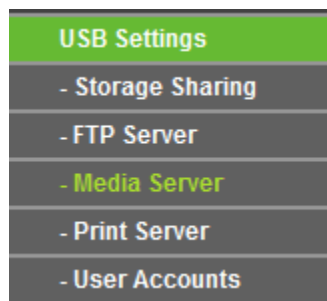 USB Settings
- Storage Sharing
- FTP Server
- Media Server
- Print Server
- User Accounts